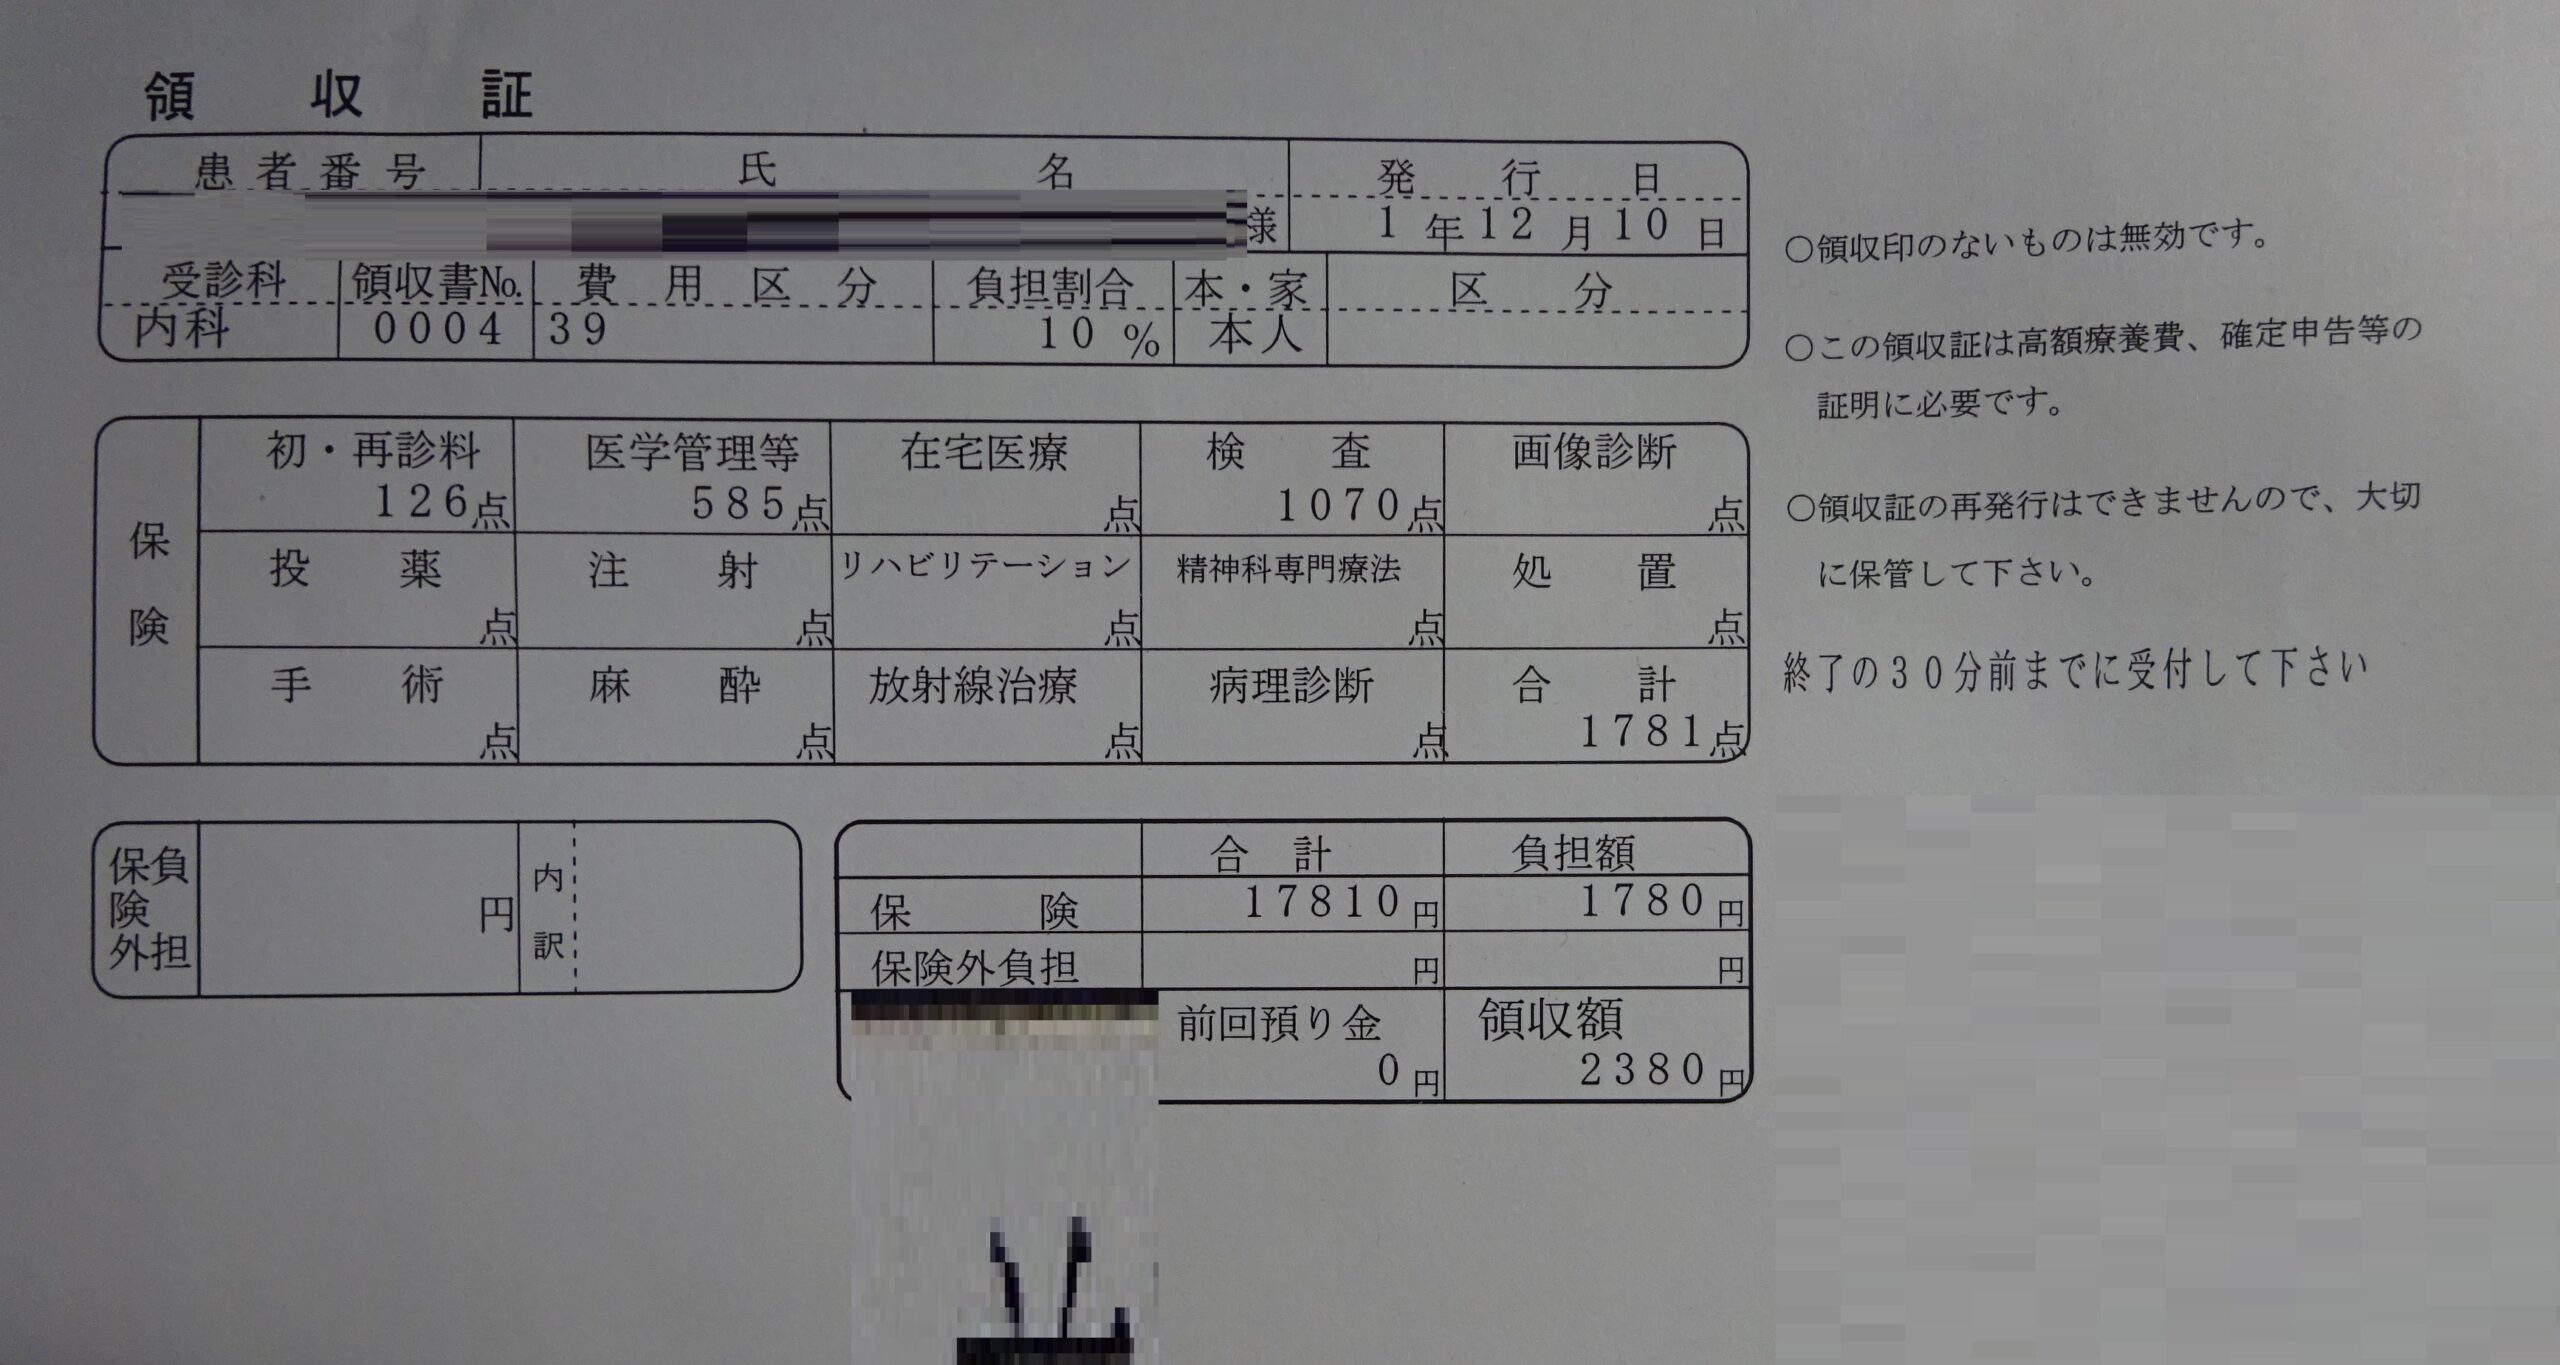 領収証
患者番号 氏名 発行日
様 1年12月10日
受診科 領収書No. 費用区分 負担割合 本・家 区分
内科 0004 39 10% 本人
保険
初・再診料 医学管理等 在宅医療 検査 画像診断
126点 585点 点 1070点 点
投薬 注射 リハビリテーション 精神科専門療法 処置
点 点 点 点 点
手術 麻酔 放射線治療 病理診断 合計
点 点 点 点 1781点
保険外負担 円 内訳
合計 負担額
保険 17810円 1780円
保険外負担 円 円
前回預り金 領収額
0円 2380円
○領収印のないものは無効です。
○この領収証は高額療養費、確定申告等の
証明に必要です。
○領収証の再発行はできませんので、大切
に保管して下さい。
終了の30分前までに受付して下さい